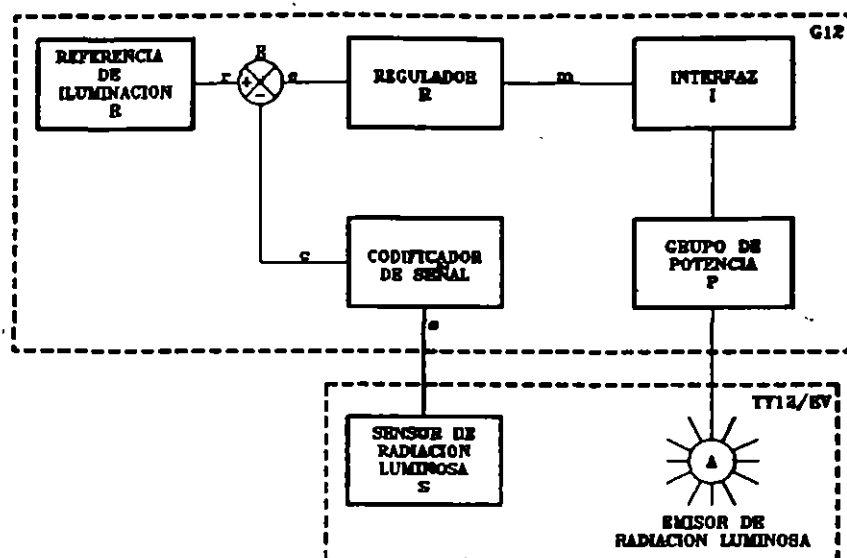 G12
REFERENCIA
DE
ILUMINACION
R
r
+
-
e
REGULADOR
R
m
INTERFAZ
I
c
CODIFICADOR
DE SEÑAL
GRUPO DE
POTENCIA
P
TY12/EV
SENSOR DE
RADIACION
LUMINOSA
S
A
EMISOR DE
RADIACION LUMINOSA